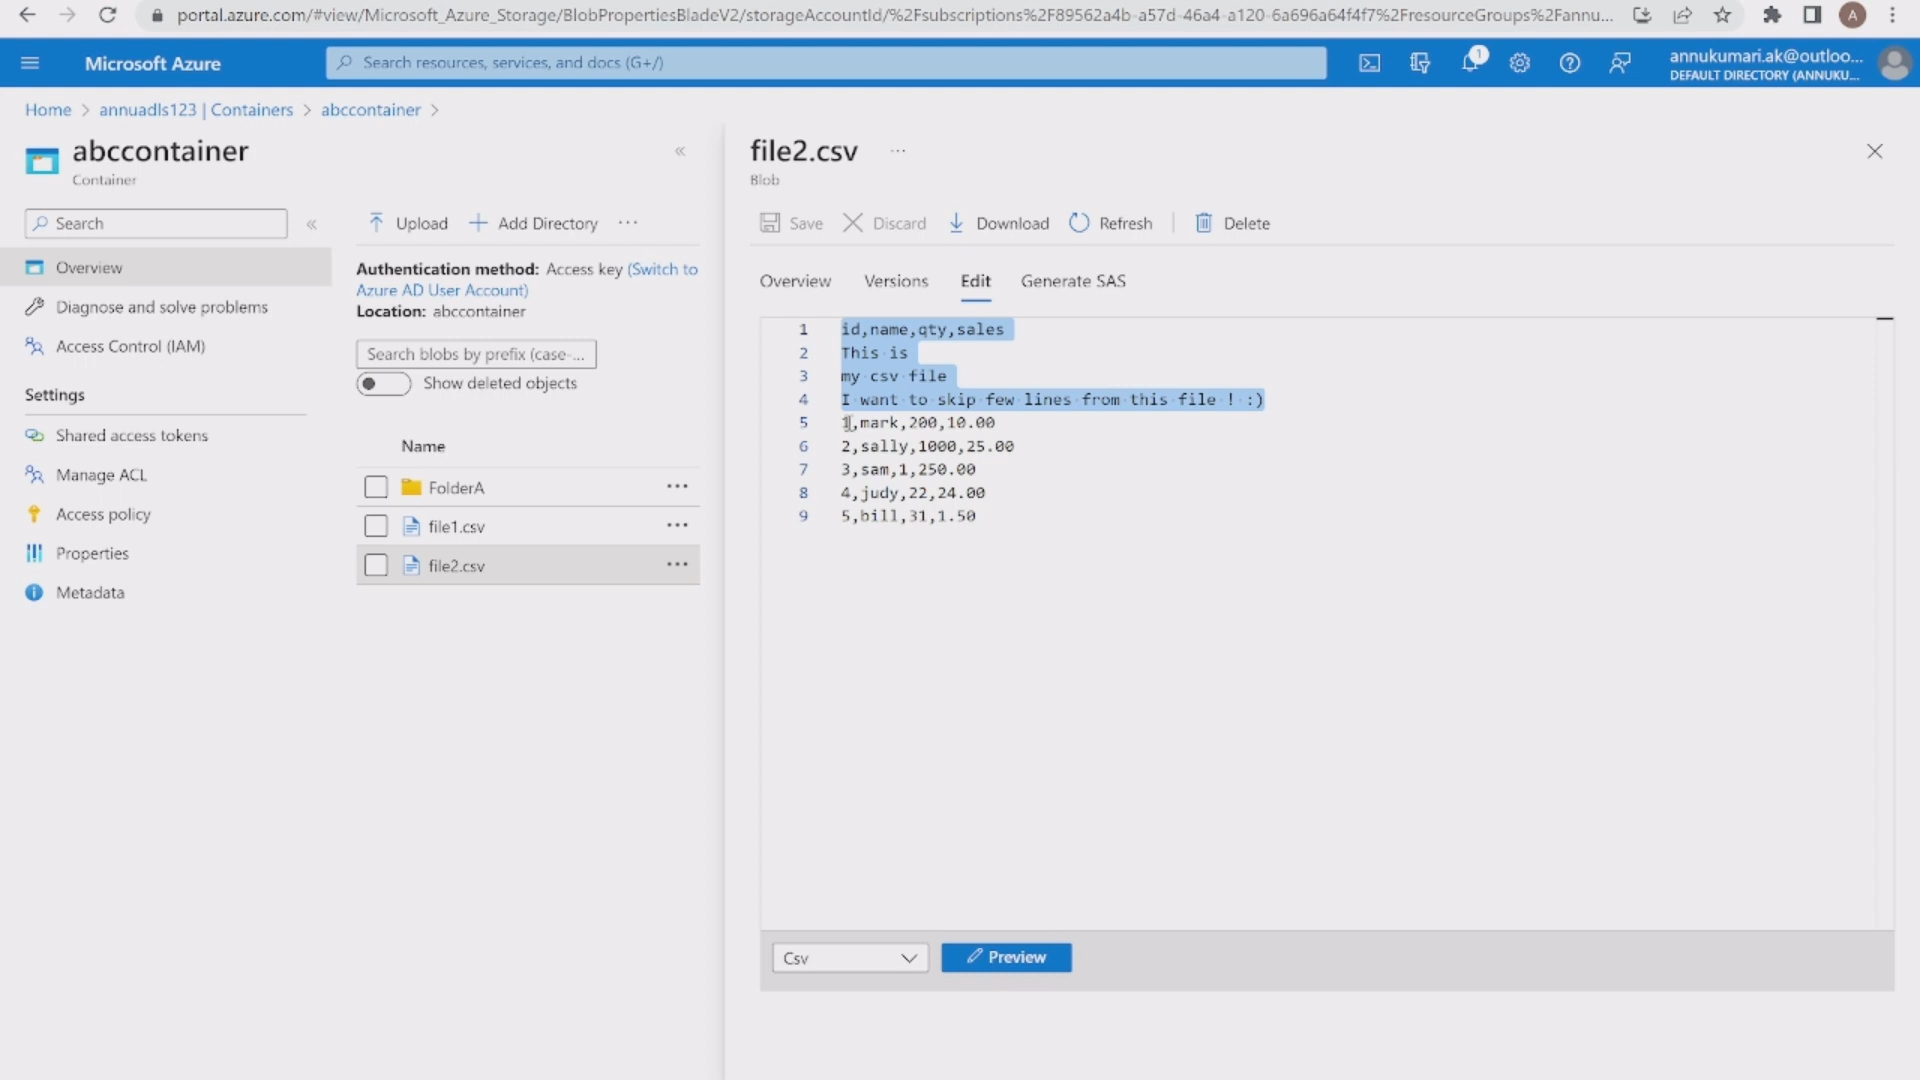 portal.azure.com/#view/Microsoft_Azure_Storage/BlobPropertiesBladeV2/storageAccountId/%2Fsubscriptions%2F89562a4b-a57d-46a4-a120-6a696a64f4f7%2FresourceGroups%2Fannu...
A
Microsoft Azure
Search resources, services, and docs (G+/)
1
annukumari.ak@outloo...
DEFAULT DIRECTORY (ANNUKU...
Home > annuadls123 | Containers > abccontainer >
abccontainer
Container
Search
Overview
Diagnose and solve problems
Access Control (IAM)
Settings
Shared access tokens
Manage ACL
Access policy
Properties
Metadata
Upload
Add Directory
...
Authentication method: Access key (Switch to
Azure AD User Account)
Location: abccontainer
Search blobs by prefix (case-...
Show deleted objects
Name
FolderA
file1.csv
file2.csv
file2.csv ...
Blob
Save
Discard
Download
Refresh
Delete
Overview
Versions
Edit
Generate SAS
1 id,name,qty,sales
2 This is
3 my csv file
4 I want to skip few lines from this file ! :)
5 1,mark,200,10.00
6 2,sally,1000,25.00
7 3,sam,1,250.00
8 4,judy,22,24.00
9 5,bill,31,1.50
Csv
Preview